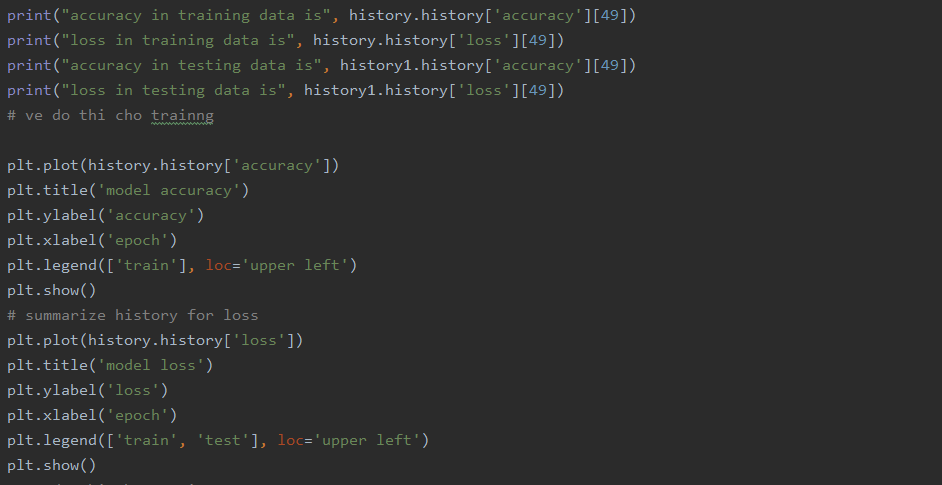 print("accuracy in training data is", history.history['accuracy'][49])
print("loss in training data is", history.history['loss'][49])
print("accuracy in testing data is", history1.history['accuracy'][49])
print("loss in testing data is", history1.history['loss'][49])
# ve do thi cho trainng
plt.plot(history.history['accuracy'])
plt.title('model accuracy')
plt.ylabel('accuracy')
plt.xlabel('epoch')
plt.legend(['train'], loc='upper left')
plt.show()
# summarize history for loss
plt.plot(history.history['loss'])
plt.title('model loss')
plt.ylabel('loss')
plt.xlabel('epoch')
plt.legend(['train', 'test'], loc='upper left')
plt.show()